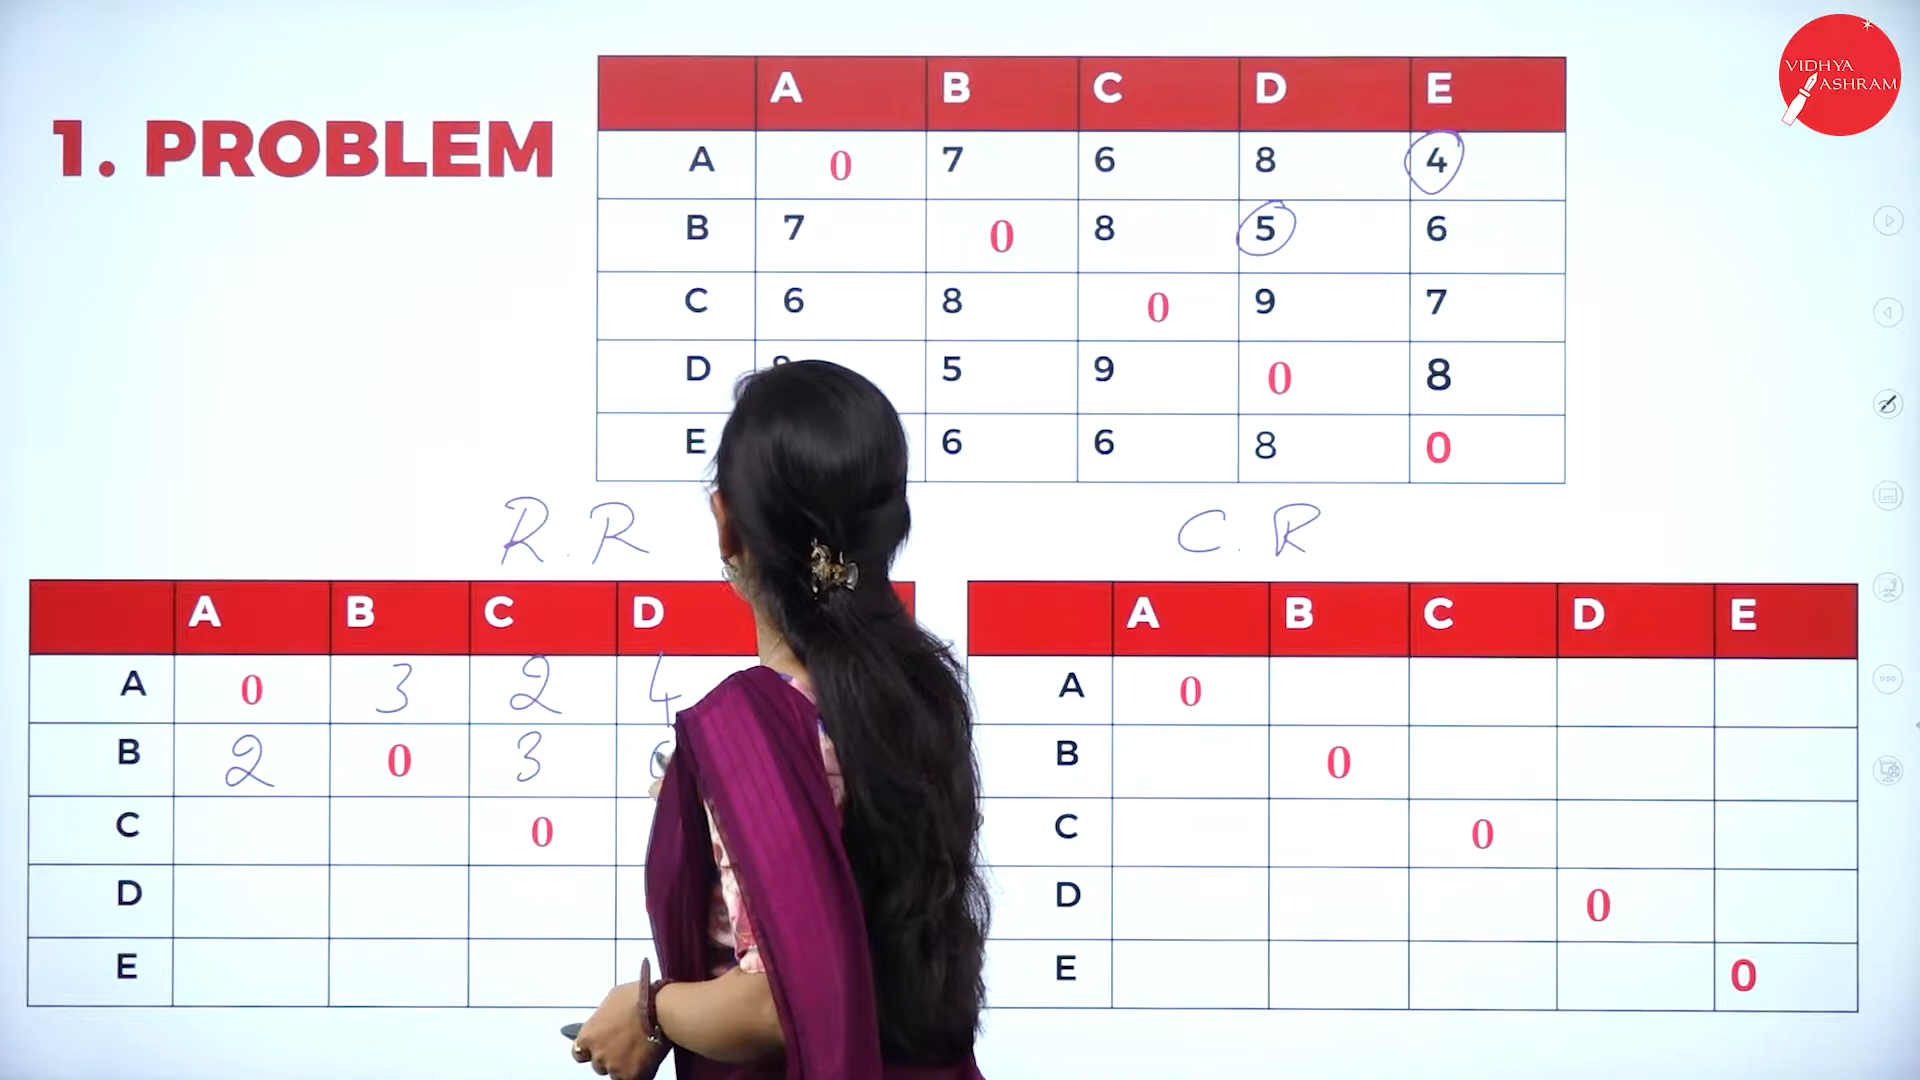 VIDHYA
ASHRAM
1. PROBLEM
A B C D E
A 0 7 6 8 4
B 7 0 8 5 6
C 6 8 0 9 7
D 5 9 0 8
E 6 6 8 0
R.R
C.R
A B C D
A 0 3 2 4
B 2 0 3
C 0
D
E
A B C D E
A 0
B 0
C 0
D 0
E 0